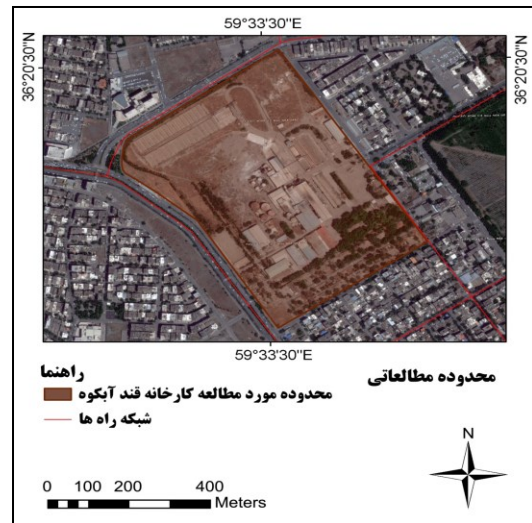 59°33'30"E
36°20'30"N
36°20'30"N
59°33'30"E
محدوده مطالعاتی
راهنما
محدوده مورد مطالعه کارخانه قند آبکوه
شبکه راه ها
N
0 100 200 400
Meters